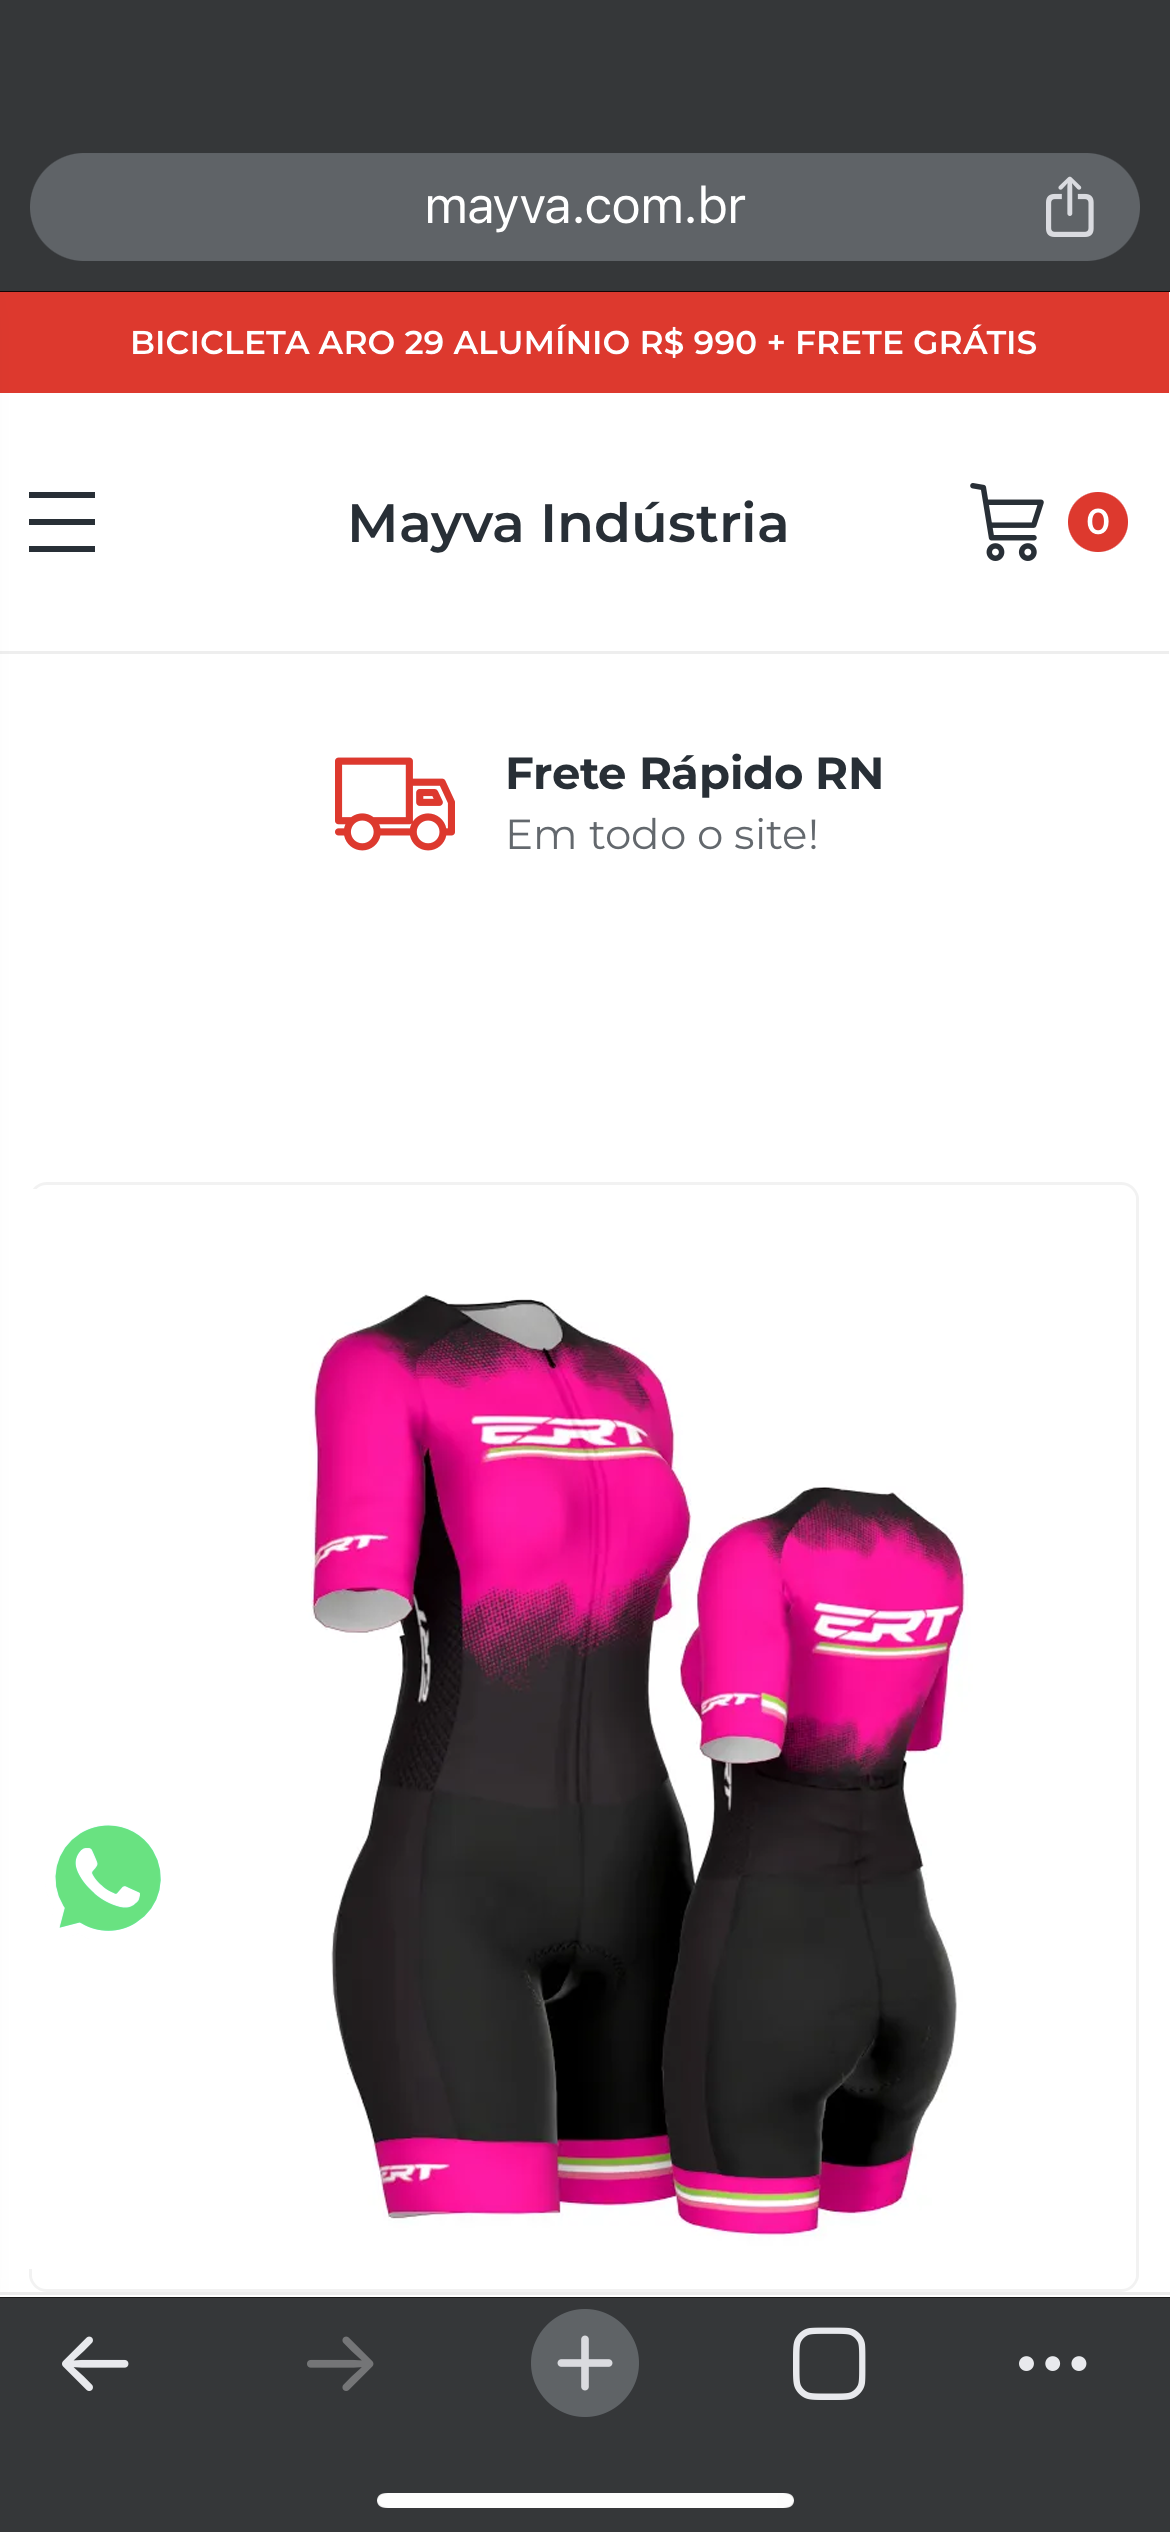 mayva.com.br
BICICLETA ARO 29 ALUMÍNIO R$ 990 + FRETE GRÁTIS
Mayva Indústria
0
Frete Rápido RN
Em todo o site!
ERT
ERT
ERT
ERT
ERT